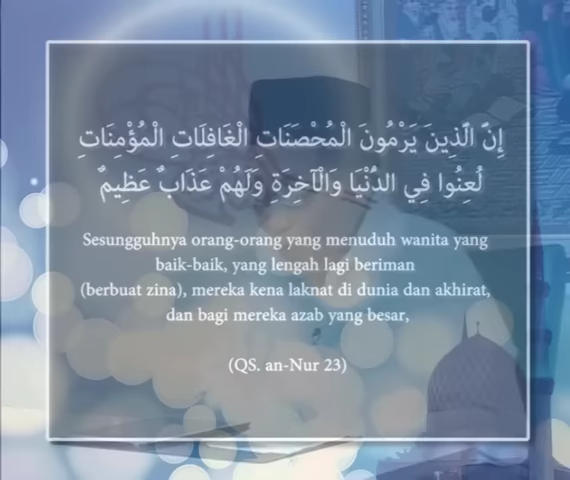 إِنَّ الَّذِينَ يَرْمُونَ الْمُحْصَنَاتِ الْغَافِلَاتِ الْمُؤْمِنَاتِ
لُعِنُوا فِي الدُّنْيَا وَالْآخِرَةِ وَلَهُمْ عَذَابٌ عَظِيمٌ
Sesungguhnya orang-orang yang menuduh wanita yang
baik-baik, yang lengah lagi beriman
(berbuat zina), mereka kena laknat di dunia dan akhirat,
dan bagi mereka azab yang besar,
(QS. an-Nur 23)